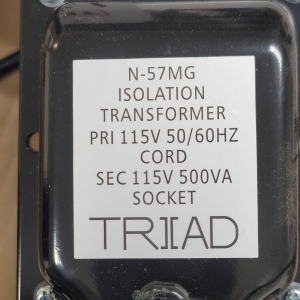 N-57MG
ISOLATION
TRANSFORMER
PRI 115V 50/60HZ
CORD
SEC 115V 500VA
SOCKET
TRIAD